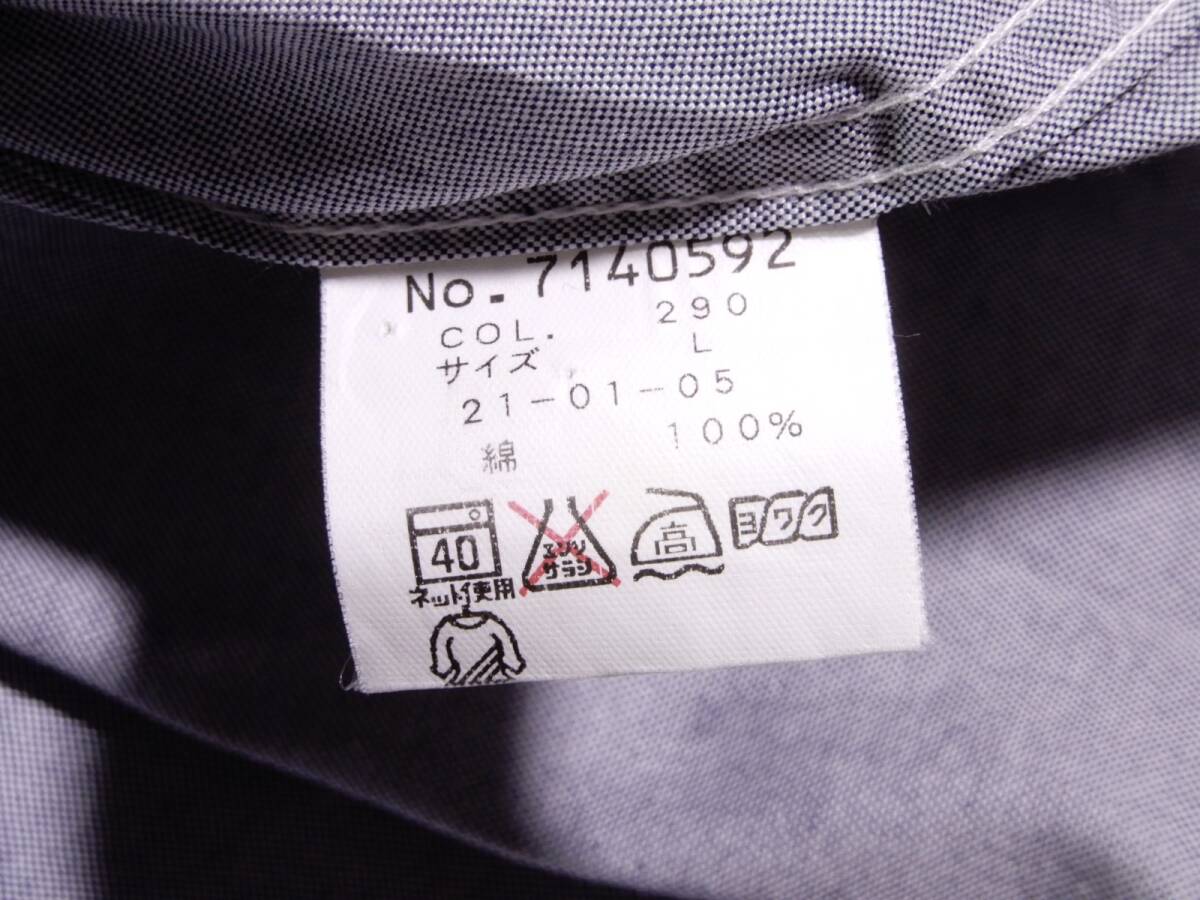 No. 7140592
COL. 290
サイズ L
21-01-05
綿 100%
40
ネット使用
エンソ
サラシ
高
ヨワク